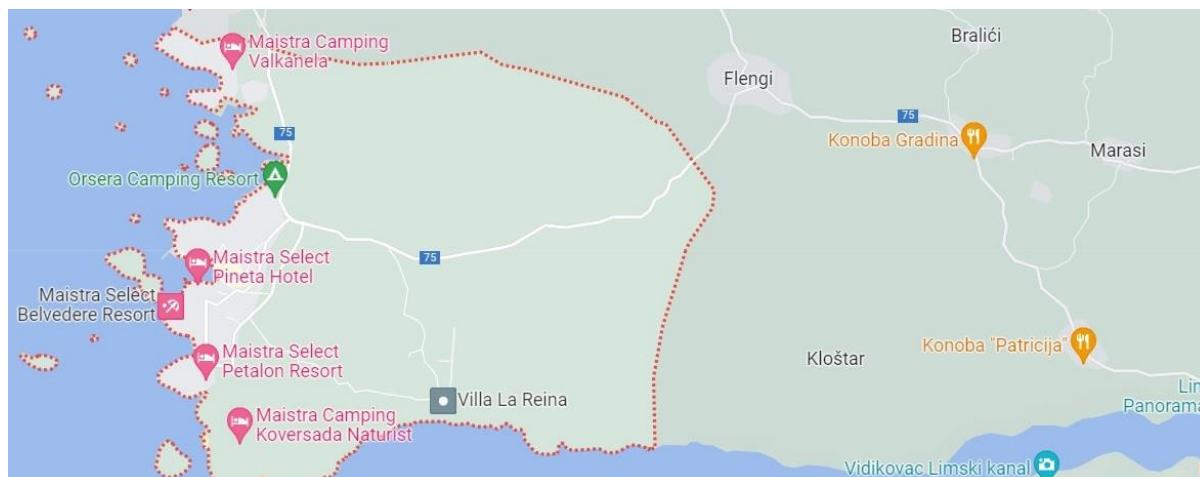 Maistra Camping
Valkanela
Bralići
Flengi
75
75
Konoba Gradina
Marasi
Orsera Camping Resort
75
Maistra Select
Pineta Hotel
Maistra Select
Belvedere Resort
Maistra Select
Petalon Resort
Kloštar
Konoba "Patricija"
Villa La Reina
Lim
Panorama
Maistra Camping
Koversada Naturist
Vidikovac Limski kanal